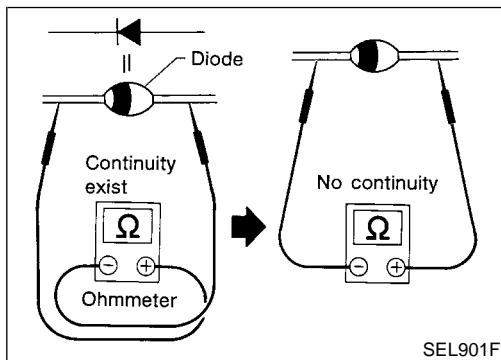 Diode
Continuity
exist
Ω
− +
Ohmmeter
No continuity
Ω
− +
SEL901F